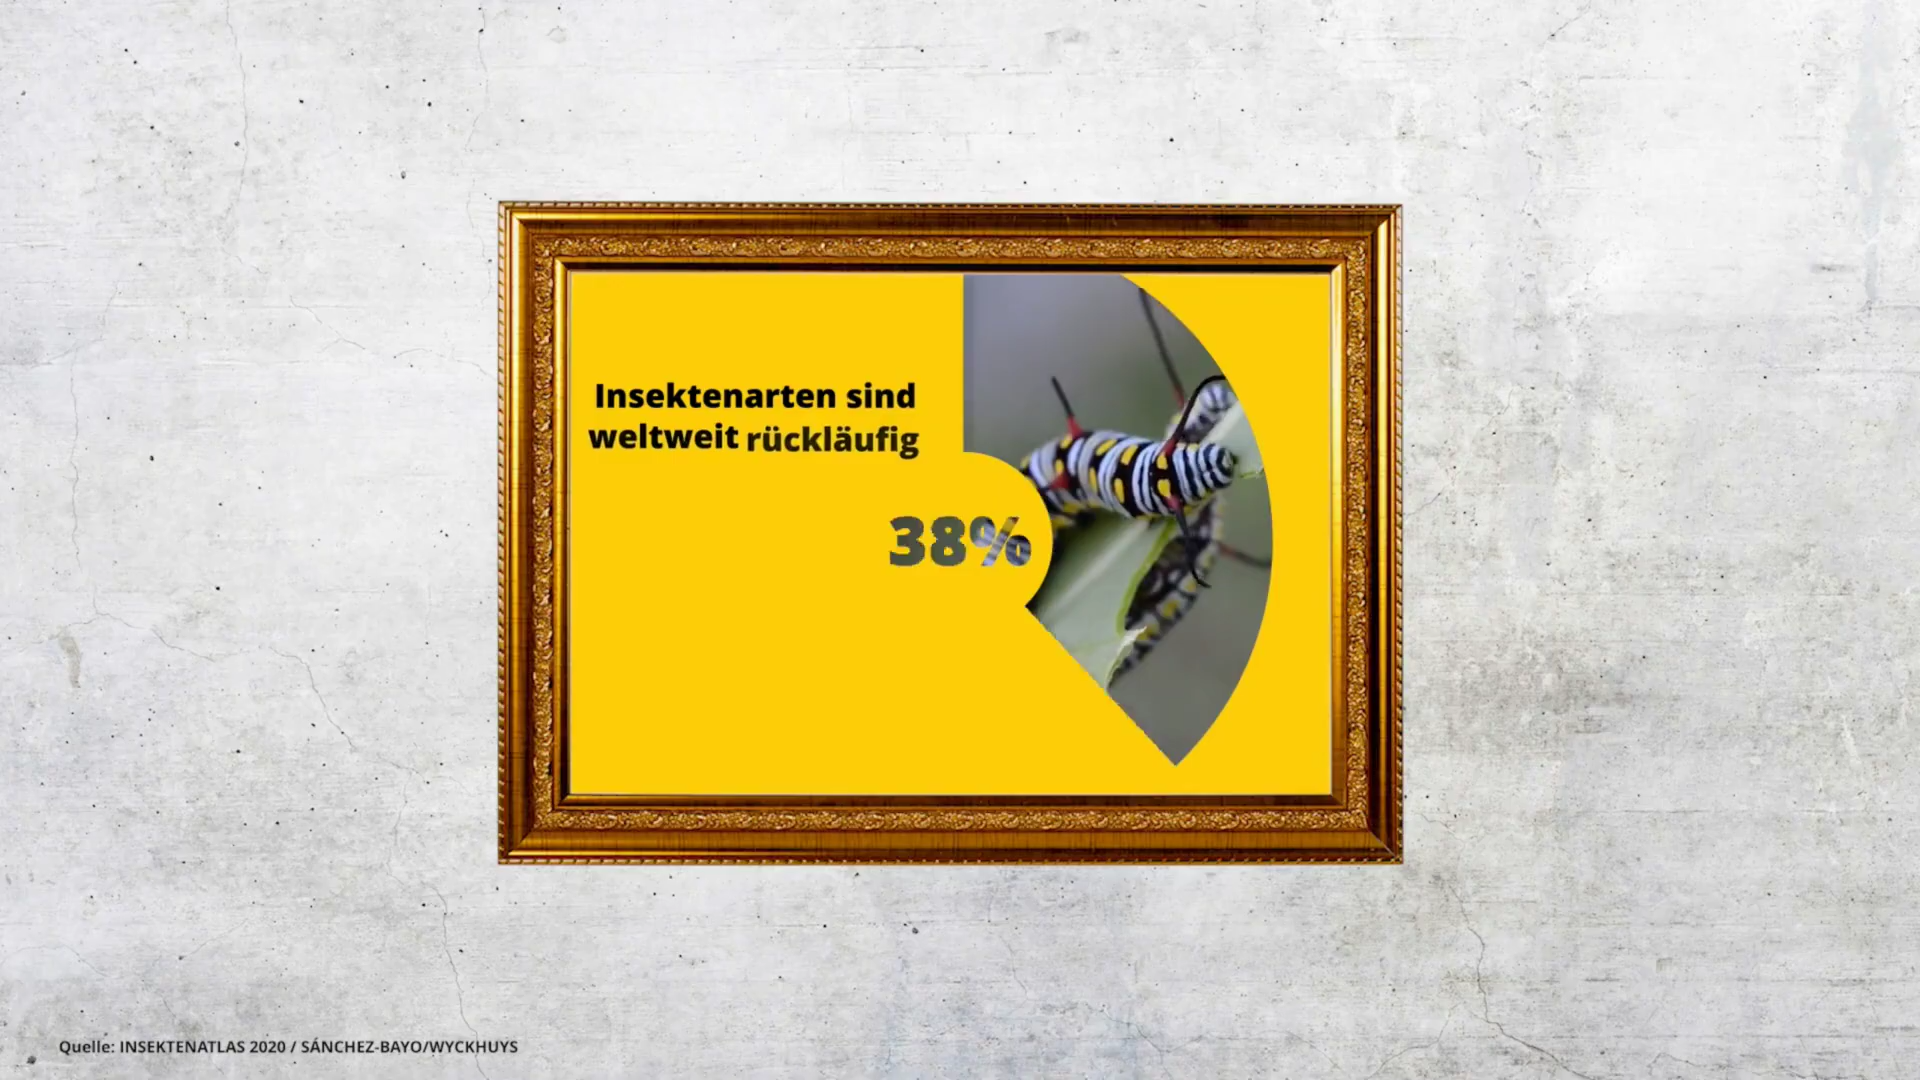 Insektenarten sind
weltweit rückläufig
38%
Quelle: INSEKTENATLAS 2020 / SÁNCHEZ-BAYO/WYCKHUYS